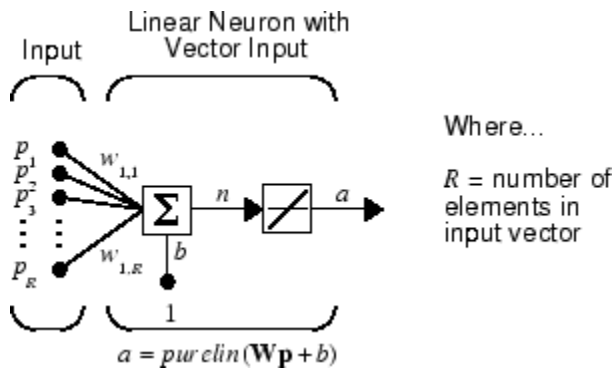 Linear Neuron with
Vector Input
Input
Where...
R = number of
elements in
input vector
p1
p2
p3
pR
w1,1
w1,R
Σ
n
a
b
1
a = purelin(Wp + b)